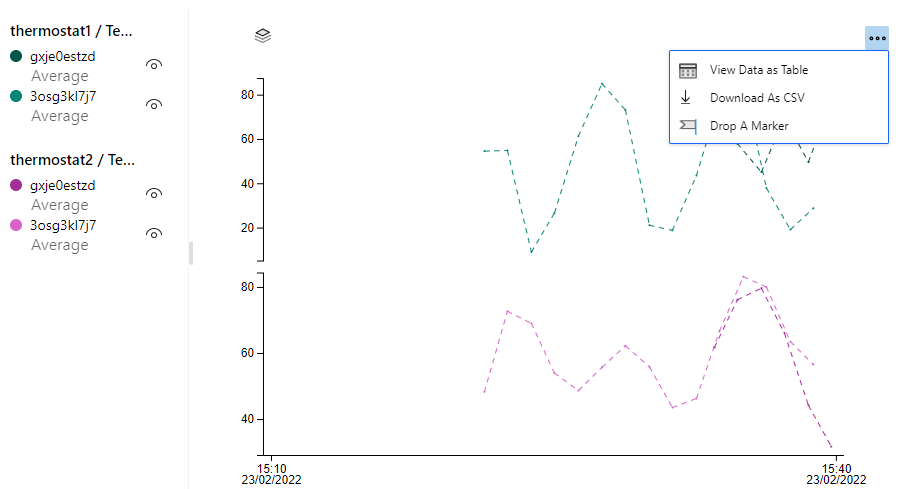 thermostat1 / Te...
gxje0estzd
Average
3osg3kl7j7
Average
thermostat2 / Te...
gxje0estzd
Average
3osg3kl7j7
Average
View Data as Table
Download As CSV
Drop A Marker
80
60
40
20
80
60
40
15:10
23/02/2022
15:40
23/02/2022